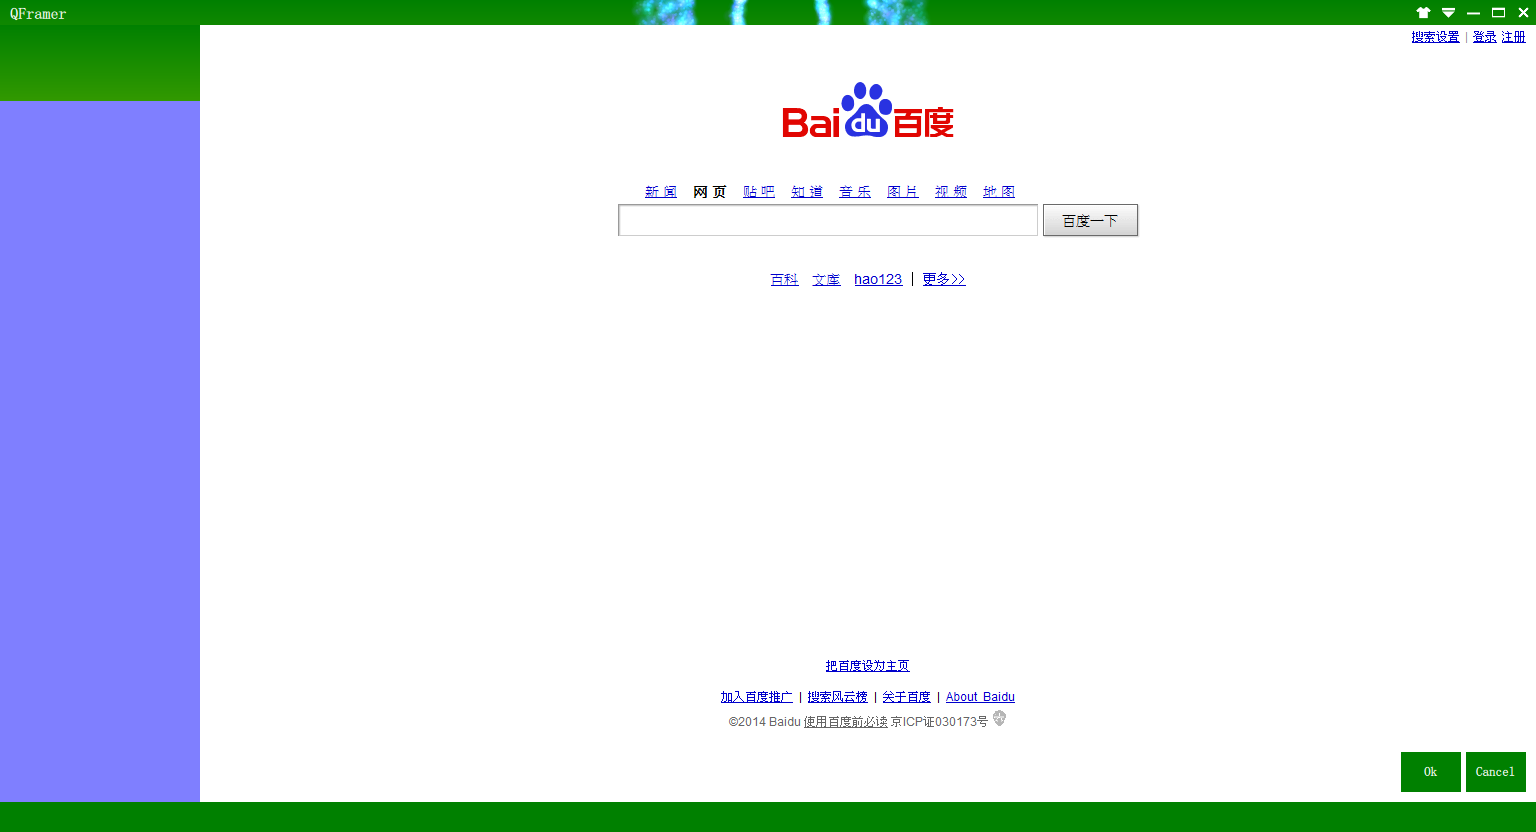 QFramer
搜索设置 | 登录 注册
Bai du 百度
新 闻 网 页 贴 吧 知 道 音 乐 图 片 视 频 地 图
百度一下
百科 文库 hao123 | 更多>>
把百度设为主页
加入百度推广 | 搜索风云榜 | 关于百度 | About Baidu
©2014 Baidu 使用百度前必读 京ICP证030173号
Ok Cancel